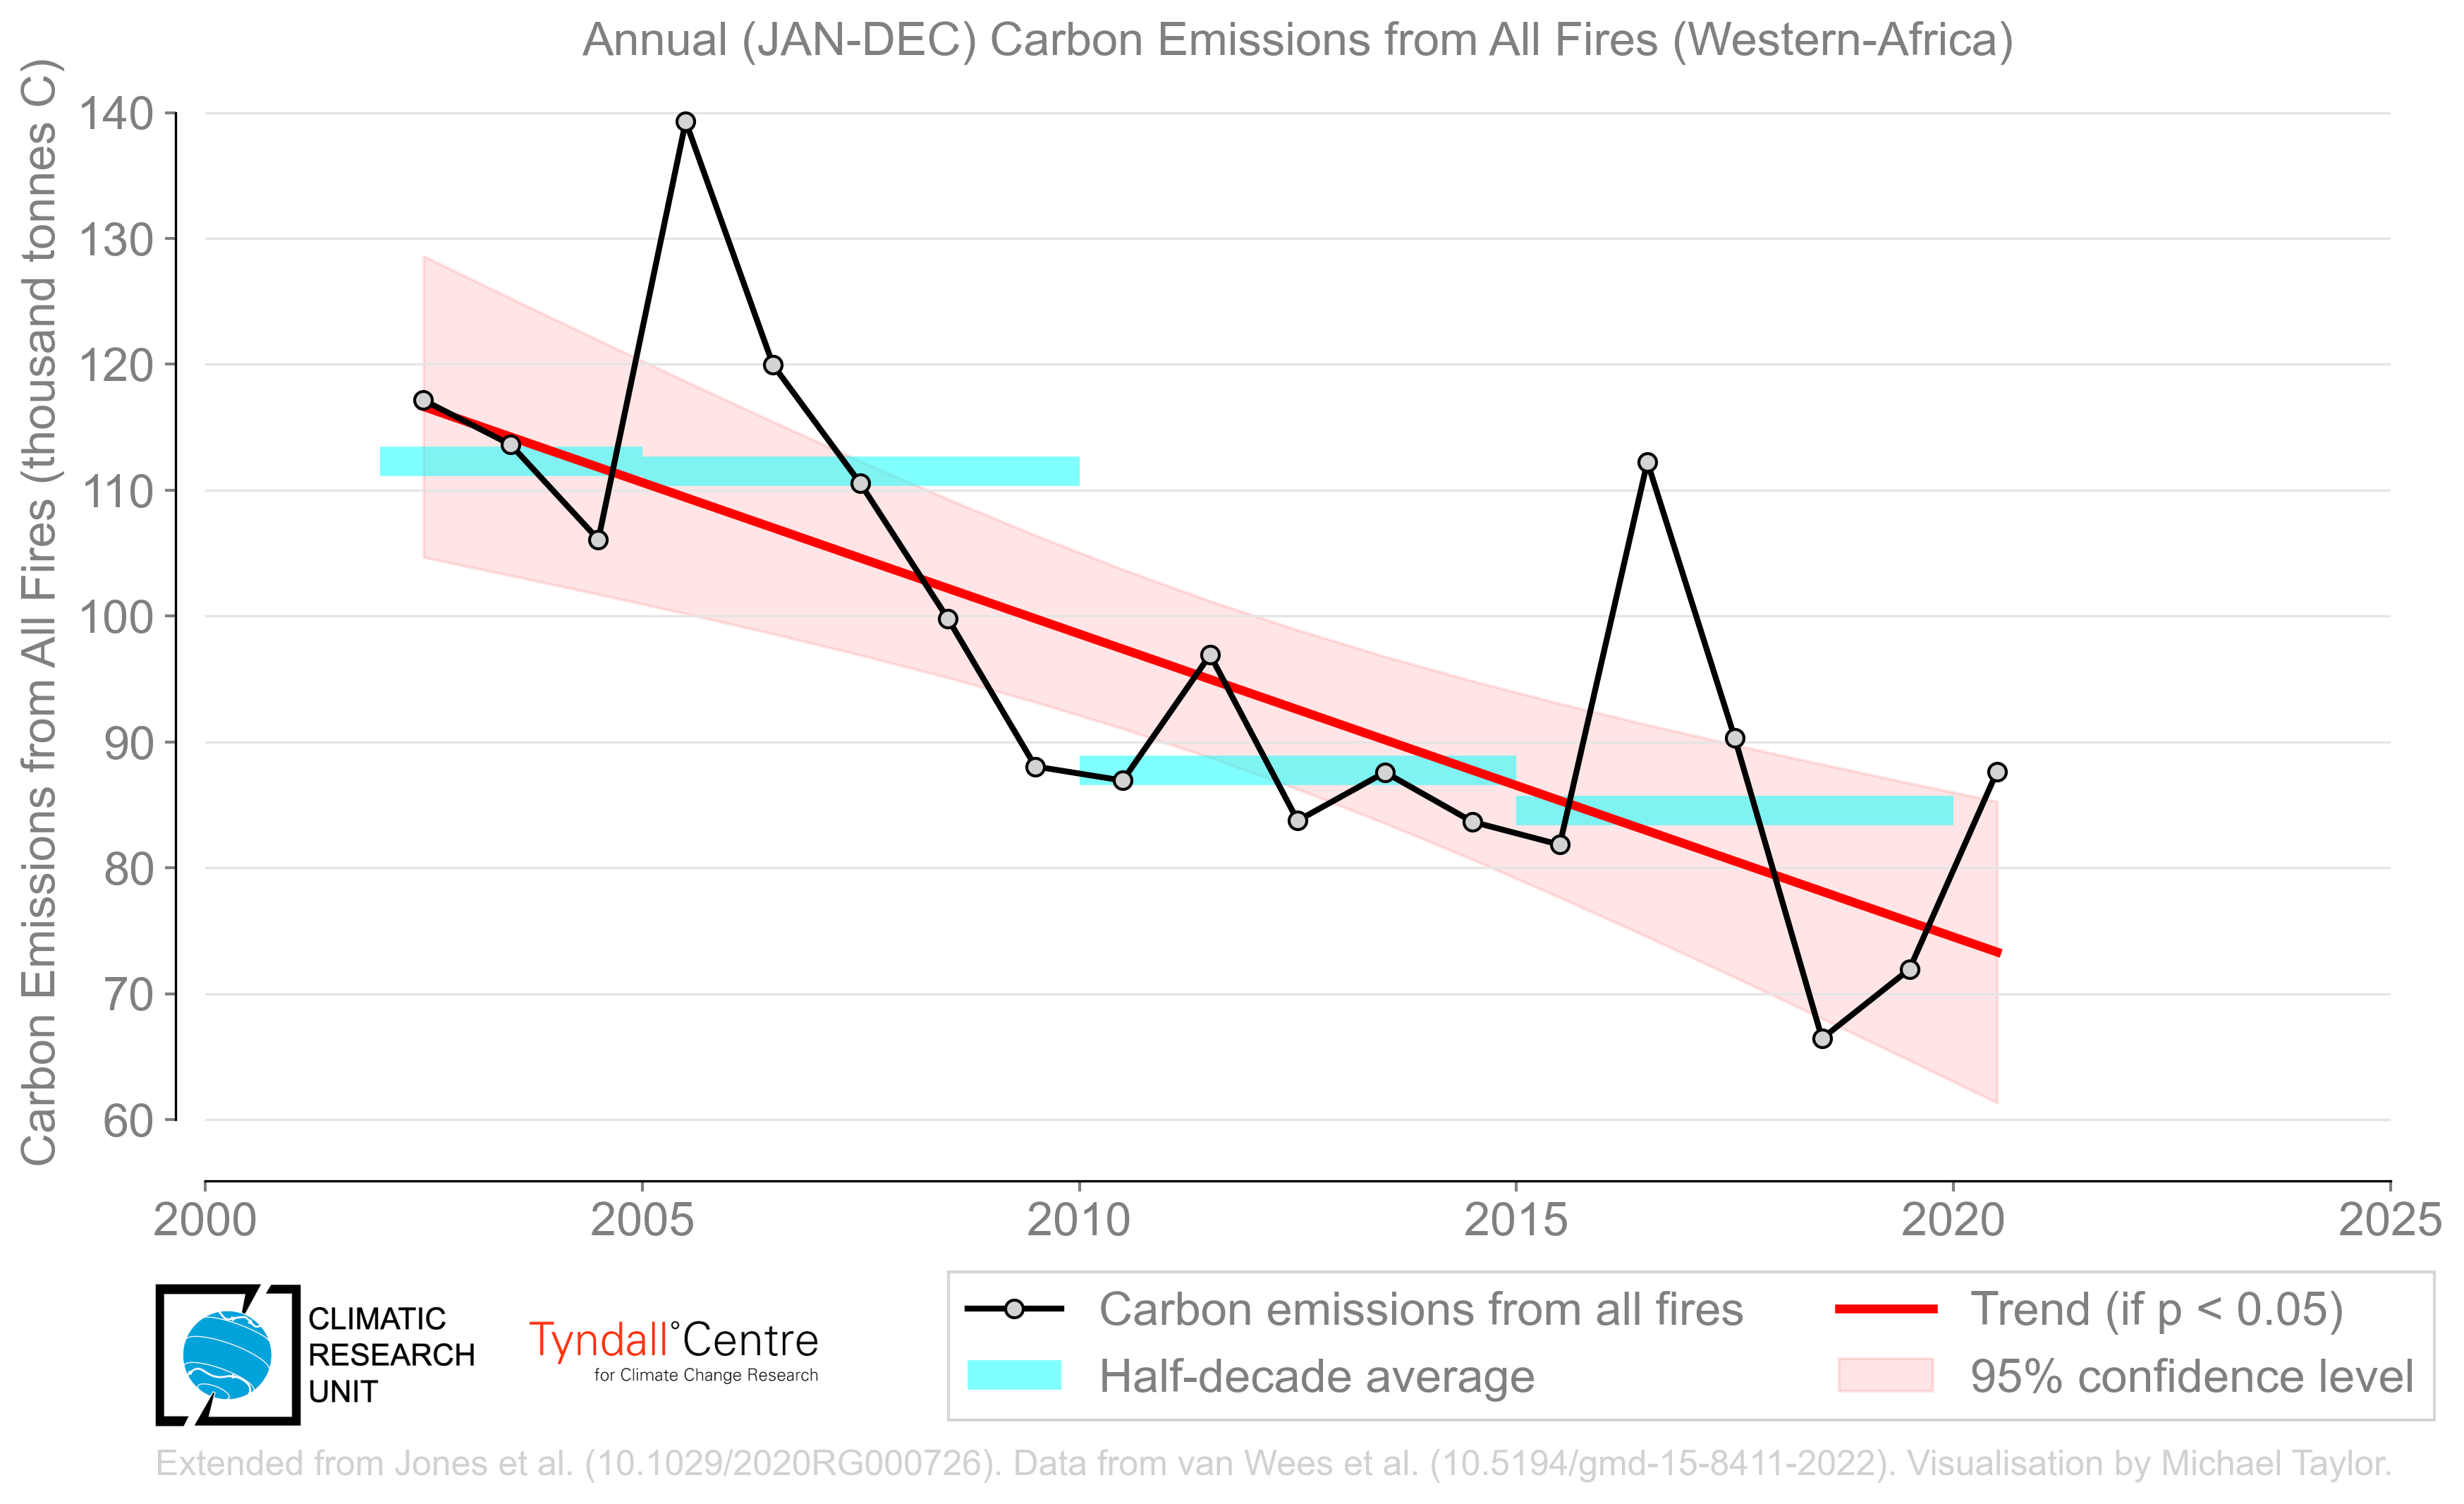 Annual (JAN-DEC) Carbon Emissions from All Fires (Western-Africa)
Carbon Emissions from All Fires (thousand tonnes C)
140
130
120
110
100
90
80
70
60
2000 2005 2010 2015 2020 2025
CLIMATIC
RESEARCH
UNIT
Tyndall°Centre
for Climate Change Research
Carbon emissions from all fires
Half-decade average
Trend (if p < 0.05)
95% confidence level
Extended from Jones et al. (10.1029/2020RG000726). Data from van Wees et al. (10.5194/gmd-15-8411-2022). Visualisation by Michael Taylor.